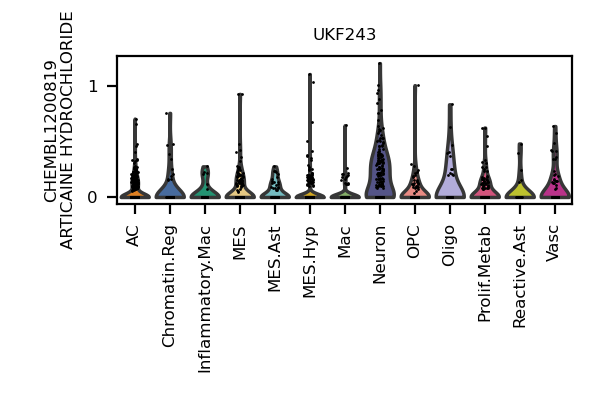 UKF243
CHEMBL1200819
ARTICAINE HYDROCHLORIDE
1
0
AC
Chromatin.Reg
Inflammatory.Mac
MES
MES.Ast
MES.Hyp
Mac
Neuron
OPC
Oligo
Prolif.Metab
Reactive.Ast
Vasc